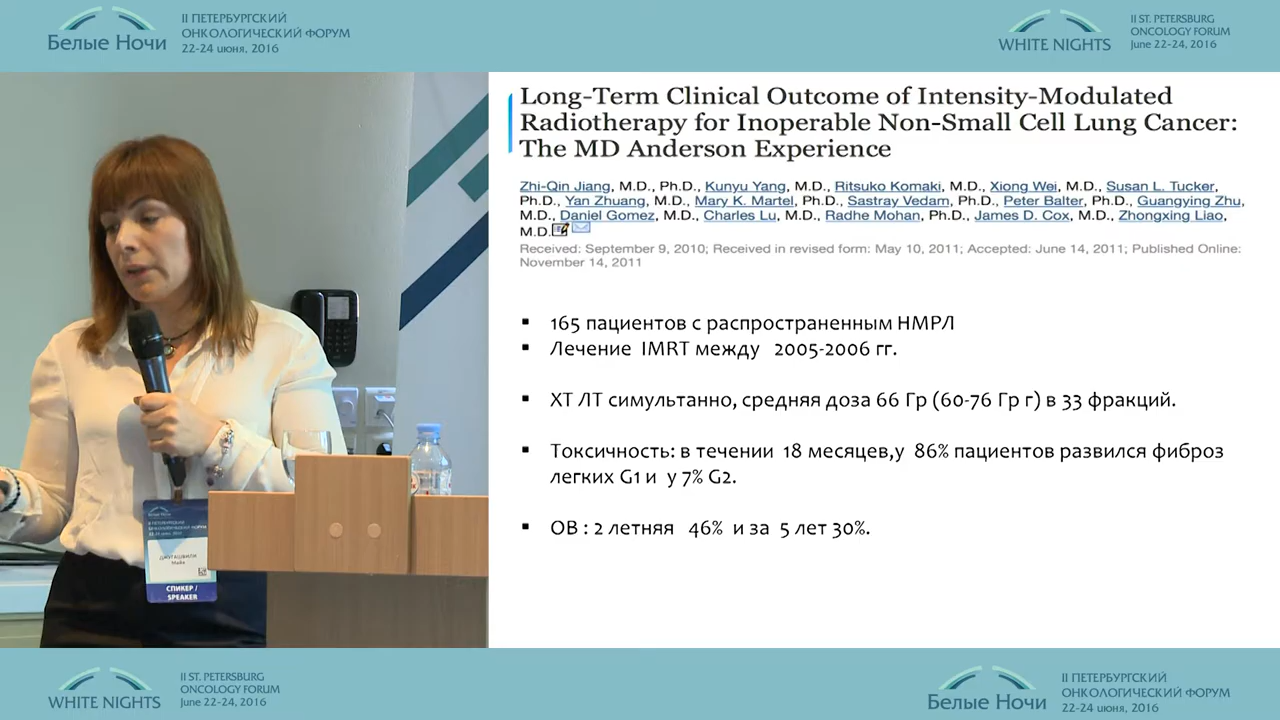 Белые Ночи
II ПЕТЕРБУРГСКИЙ
ОНКОЛОГИЧЕСКИЙ ФОРУМ
22-24 июня, 2016
WHITE NIGHTS
II ST. PETERSBURG
ONCOLOGY FORUM
June 22-24, 2016
Long-Term Clinical Outcome of Intensity-Modulated
Radiotherapy for Inoperable Non-Small Cell Lung Cancer:
The MD Anderson Experience
Zhi-Qin Jiang, M.D., Ph.D., Kunyu Yang, M.D., Ritsuko Komaki, M.D., Xiong Wei, M.D., Susan L. Tucker,
Ph.D., Yan Zhuang, M.D., Mary K. Martel, Ph.D., Sastray Vedam, Ph.D., Peter Balter, Ph.D., Guangying Zhu,
M.D., Daniel Gomez, M.D., Charles Lu, M.D., Radhe Mohan, Ph.D., James D. Cox, M.D., Zhongxing Liao,
M.D.
Received: September 9, 2010; Received in revised form: May 10, 2011; Accepted: June 14, 2011; Published Online:
November 14, 2011
▪ 165 пациентов с распространенным НМРЛ
▪ Лечение IMRT между 2005-2006 гг.
▪ ХТ ЛТ симультанно, средняя доза 66 Гр (60-76 Гр г) в 33 фракций.
▪ Токсичность: в течении 18 месяцев,у 86% пациентов развился фиброз
легких G1 и у 7% G2.
▪ ОВ : 2 летняя 46% и за 5 лет 30%.
Белые Ночи
II ПЕТЕРБУРГСКИЙ
ОНКОЛОГИЧЕСКИЙ ФОРУМ
ДЖУГАШВИЛИ
Майя
СПИКЕР /
SPEAKER
WHITE NIGHTS
II ST. PETERSBURG
ONCOLOGY FORUM
June 22-24, 2016
Белые Ночи
II ПЕТЕРБУРГСКИЙ
ОНКОЛОГИЧЕСКИЙ ФОРУМ
22-24 июня, 2016